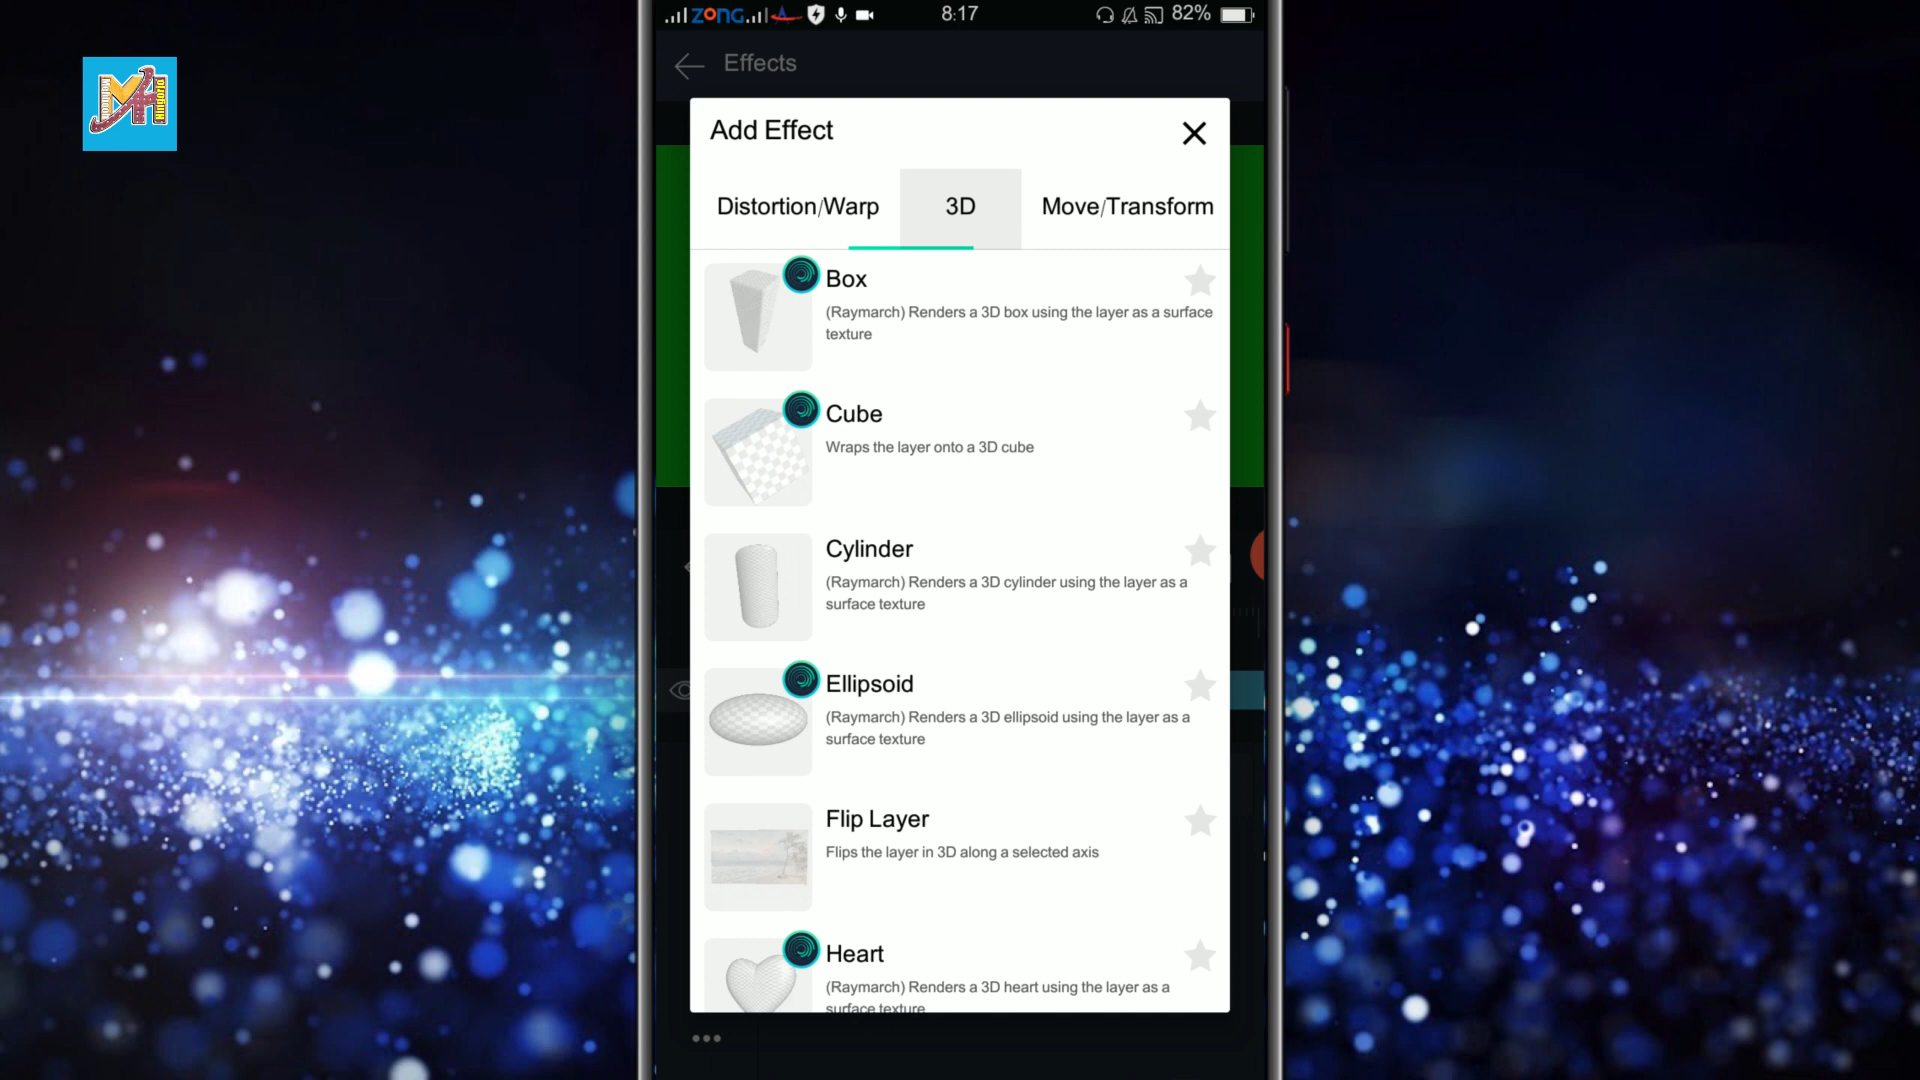 ZONG
8:17
82%
Effects
Mahmood
MH
Hingorjo
Add Effect
Distortion/Warp
3D
Move/Transform
Box
(Raymarch) Renders a 3D box using the layer as a surface
texture
Cube
Wraps the layer onto a 3D cube
Cylinder
(Raymarch) Renders a 3D cylinder using the layer as a
surface texture
Ellipsoid
(Raymarch) Renders a 3D ellipsoid using the layer as a
surface texture
Flip Layer
Flips the layer in 3D along a selected axis
Heart
(Raymarch) Renders a 3D heart using the layer as a
surface texture